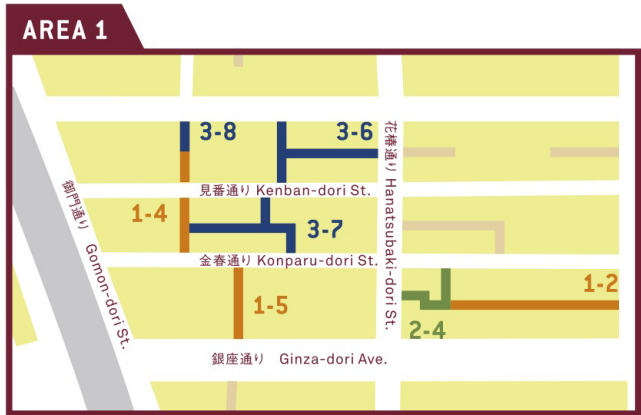 AREA 1
3-8
3-6
花椿通り Hanatsubaki-dori St.
見番通り Kenban-dori St.
御門通り Gomon-dori St.
1-4
3-7
金春通り Konparu-dori St.
1-2
1-5
2-4
銀座通り Ginza-dori Ave.